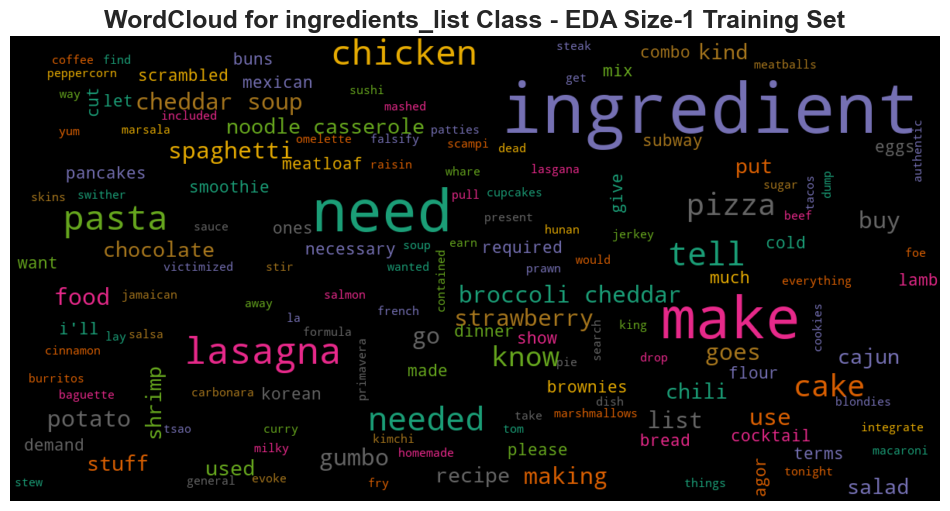 WordCloud for ingredients_list Class - EDA Size-1 Training Set
coffee find buns chicken steak combo kind
peppercorn scrambled mexican get mix meatballs
way cut let cheddar soup sushi mashed ingredient
yum marsala included noodle casserole omelette falsify patties scampi dead subway eggs authentic
pancakes spaghetti meatloaf raisin whare lasgana put
skins swither smoothie pull cupcakes give pizza sugar tacos dump beef
pasta sauce ones need present buy
chocolate necessary soup earn required hunan jerkey tell cold
want victimized stir wanted contained prawn would much everything foe lamb
food jamaican away salmon broccoli cheddar
i'll lay salsa la formula french strawberry king make cookies
cinnamon lasagna primavera go dinner show search drop goes cajun
burritos made know pie flour
baguette shrimp carbonara korean brownies dish chili cake blondies
potato tsao curry needed take marshmallows list use integrate
demand milky kimchi homemade tom please bread cocktail macaroni
stuff used gumbo terms
stew general evoke fry recipe making things agor tonight salad